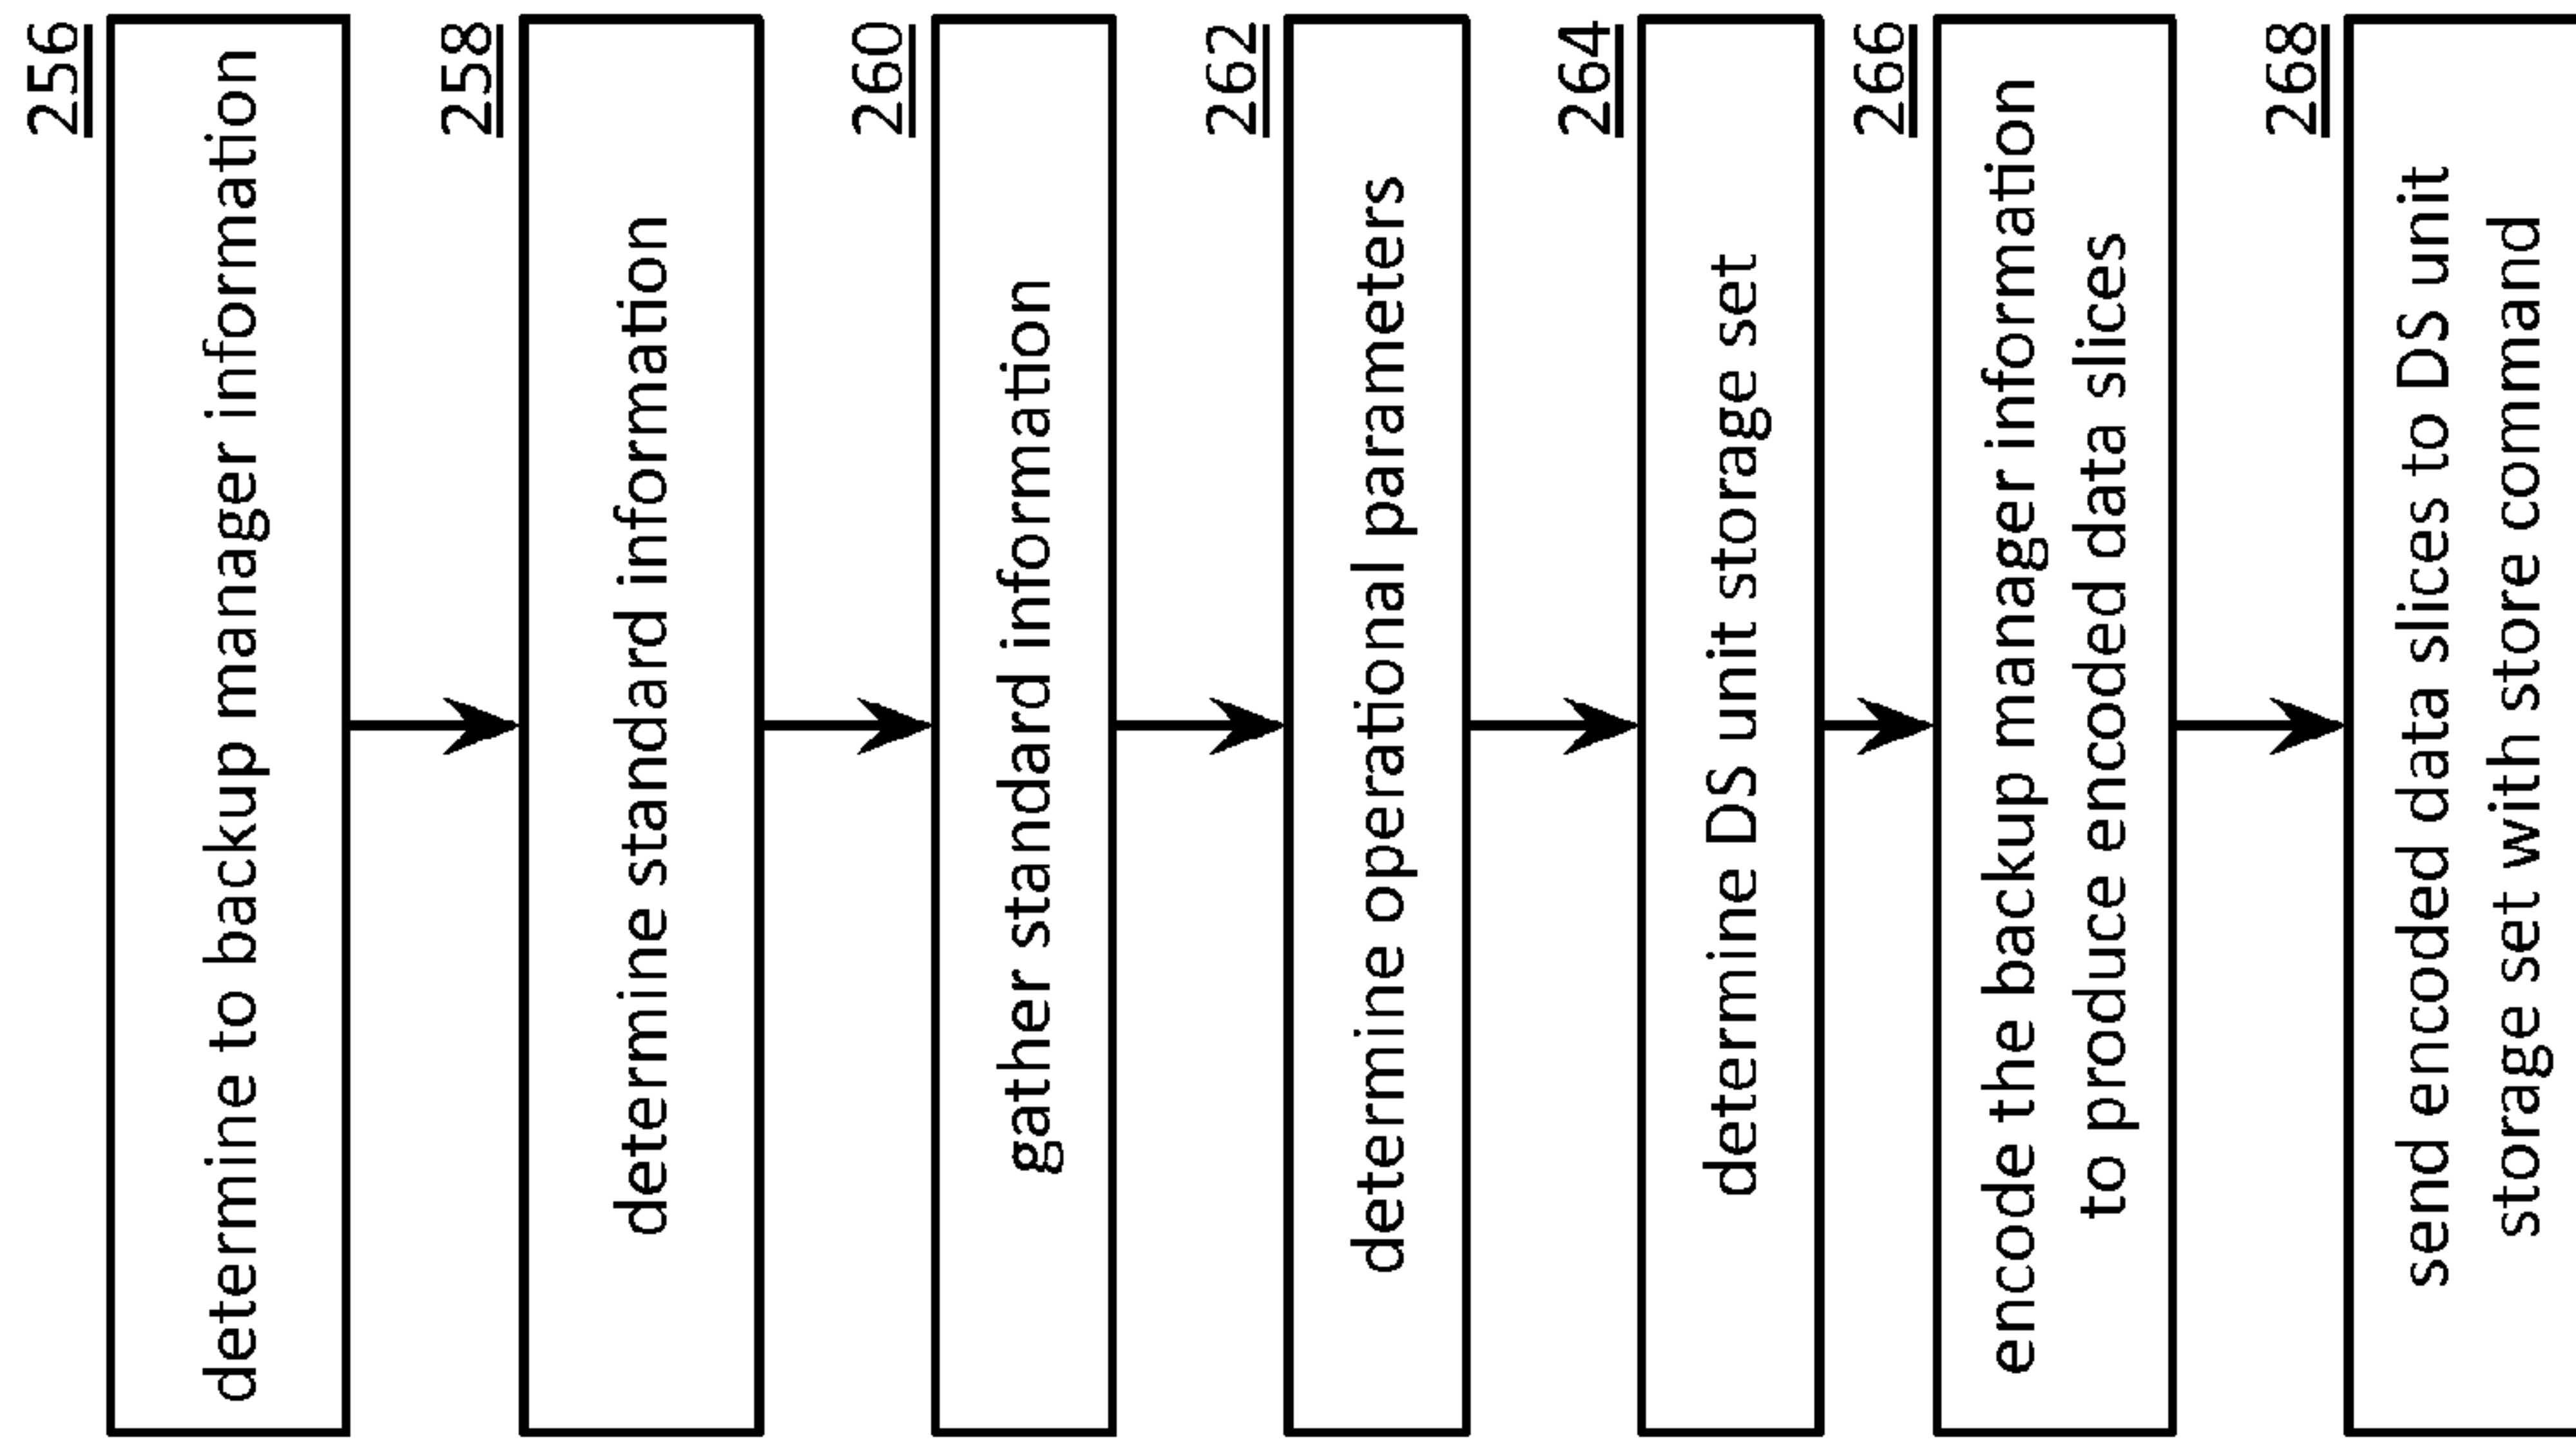 256
determine to backup manager information
258
determine standard information
260
gather standard information
262
determine operational parameters
264
determine DS unit storage set
266
encode the backup manager information
to produce encoded data slices
268
send encoded data slices to DS unit
storage set with store command